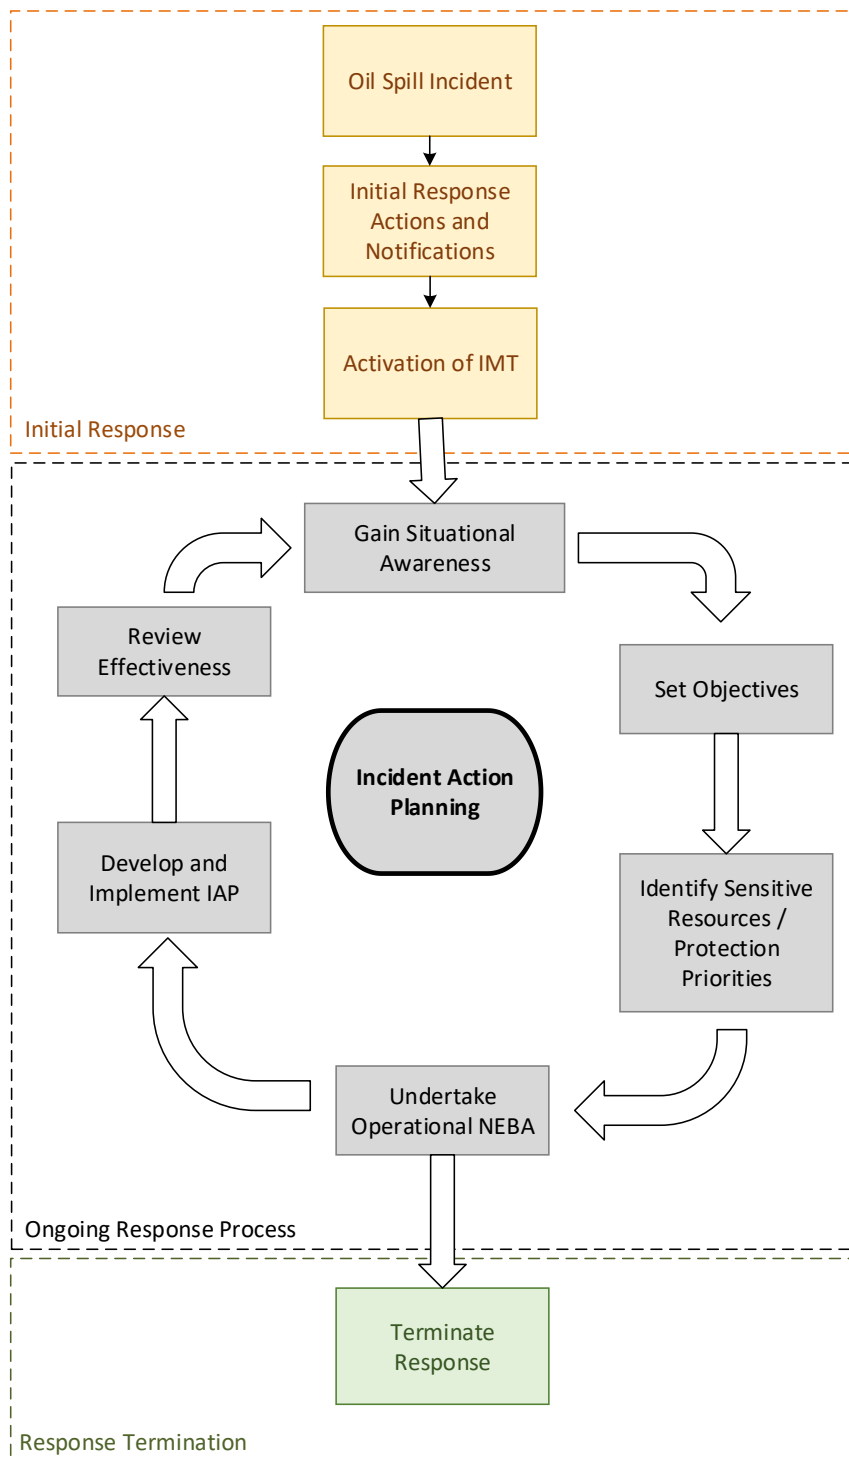 Oil Spill Incident
Initial Response
Actions and
Notifications
Activation of IMT
Initial Response
Gain Situational
Awareness
Review
Effectiveness
Set Objectives
Incident Action
Planning
Develop and
Implement IAP
Identify Sensitive
Resources /
Protection
Priorities
Undertake
Operational NEBA
Ongoing Response Process
Terminate
Response
Response Termination